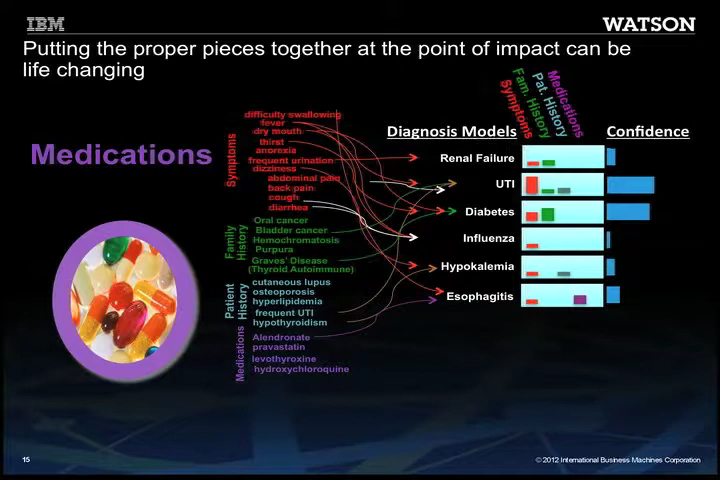 IBM
WATSON
Putting the proper pieces together at the point of impact can be
life changing
Medications
Symptoms
difficulty swallowing
fever
dry mouth
thirst
anorexia
frequent urination
dizziness
abdominal pain
back pain
cough
diarrhea
Family
History
Oral cancer
Bladder cancer
Hemochromatosis
Purpura
Graves' Disease
(Thyroid Autoimmune)
Patient
History
cutaneous lupus
osteoporosis
hyperlipidemia
frequent UTI
hypothyroidism
Medications
Alendronate
pravastatin
levothyroxine
hydroxychloroquine
Diagnosis Models
Symptoms
Fam. History
Pat. History
Medications
Confidence
Renal Failure
UTI
Diabetes
Influenza
Hypokalemia
Esophagitis
15
© 2012 International Business Machines Corporation